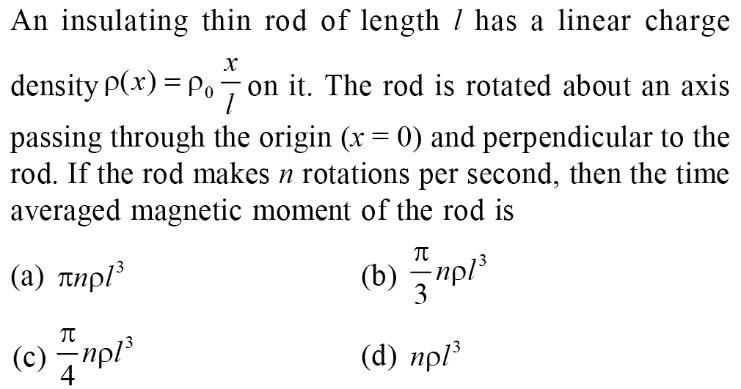 An insulating thin rod of length l has a linear charge
density ρ(x) = ρ₀ x/l on it. The rod is rotated about an axis
passing through the origin (x = 0) and perpendicular to the
rod. If the rod makes n rotations per second, then the time
averaged magnetic moment of the rod is
(a) πnρl³ (b) π/3 nρl³
(c) π/4 nρl³ (d) nρl³